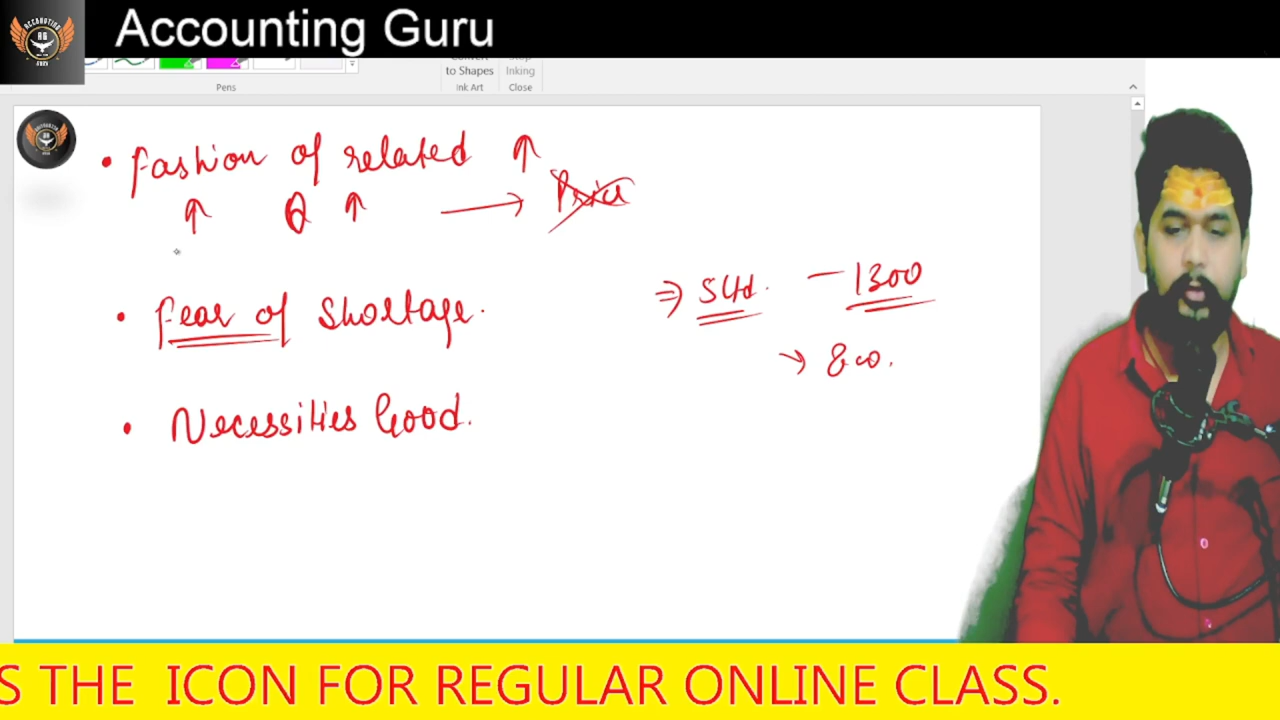 Accounting Guru
to Shapes
Inking
Pens
Ink Art
Close
• Fashion of related ↑
↑ Q ↑ → Price
• Fear of Shortage.
⇒ – 1300
→ 800.
• Necessities Good.
S THE ICON FOR REGULAR ONLINE CLASS.